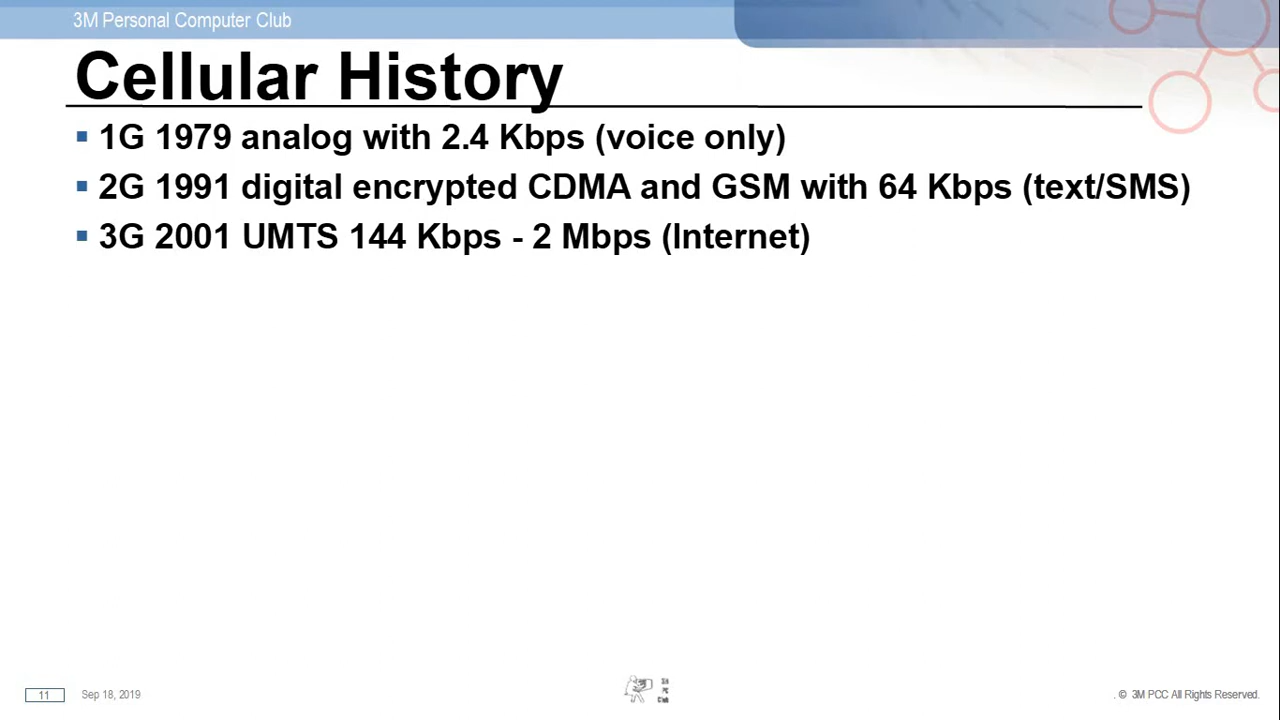 3M Personal Computer Club
Cellular History
▪ 1G 1979 analog with 2.4 Kbps (voice only)
▪ 2G 1991 digital encrypted CDMA and GSM with 64 Kbps (text/SMS)
▪ 3G 2001 UMTS 144 Kbps - 2 Mbps (Internet)
11
Sep 18, 2019
. © 3M PCC All Rights Reserved.